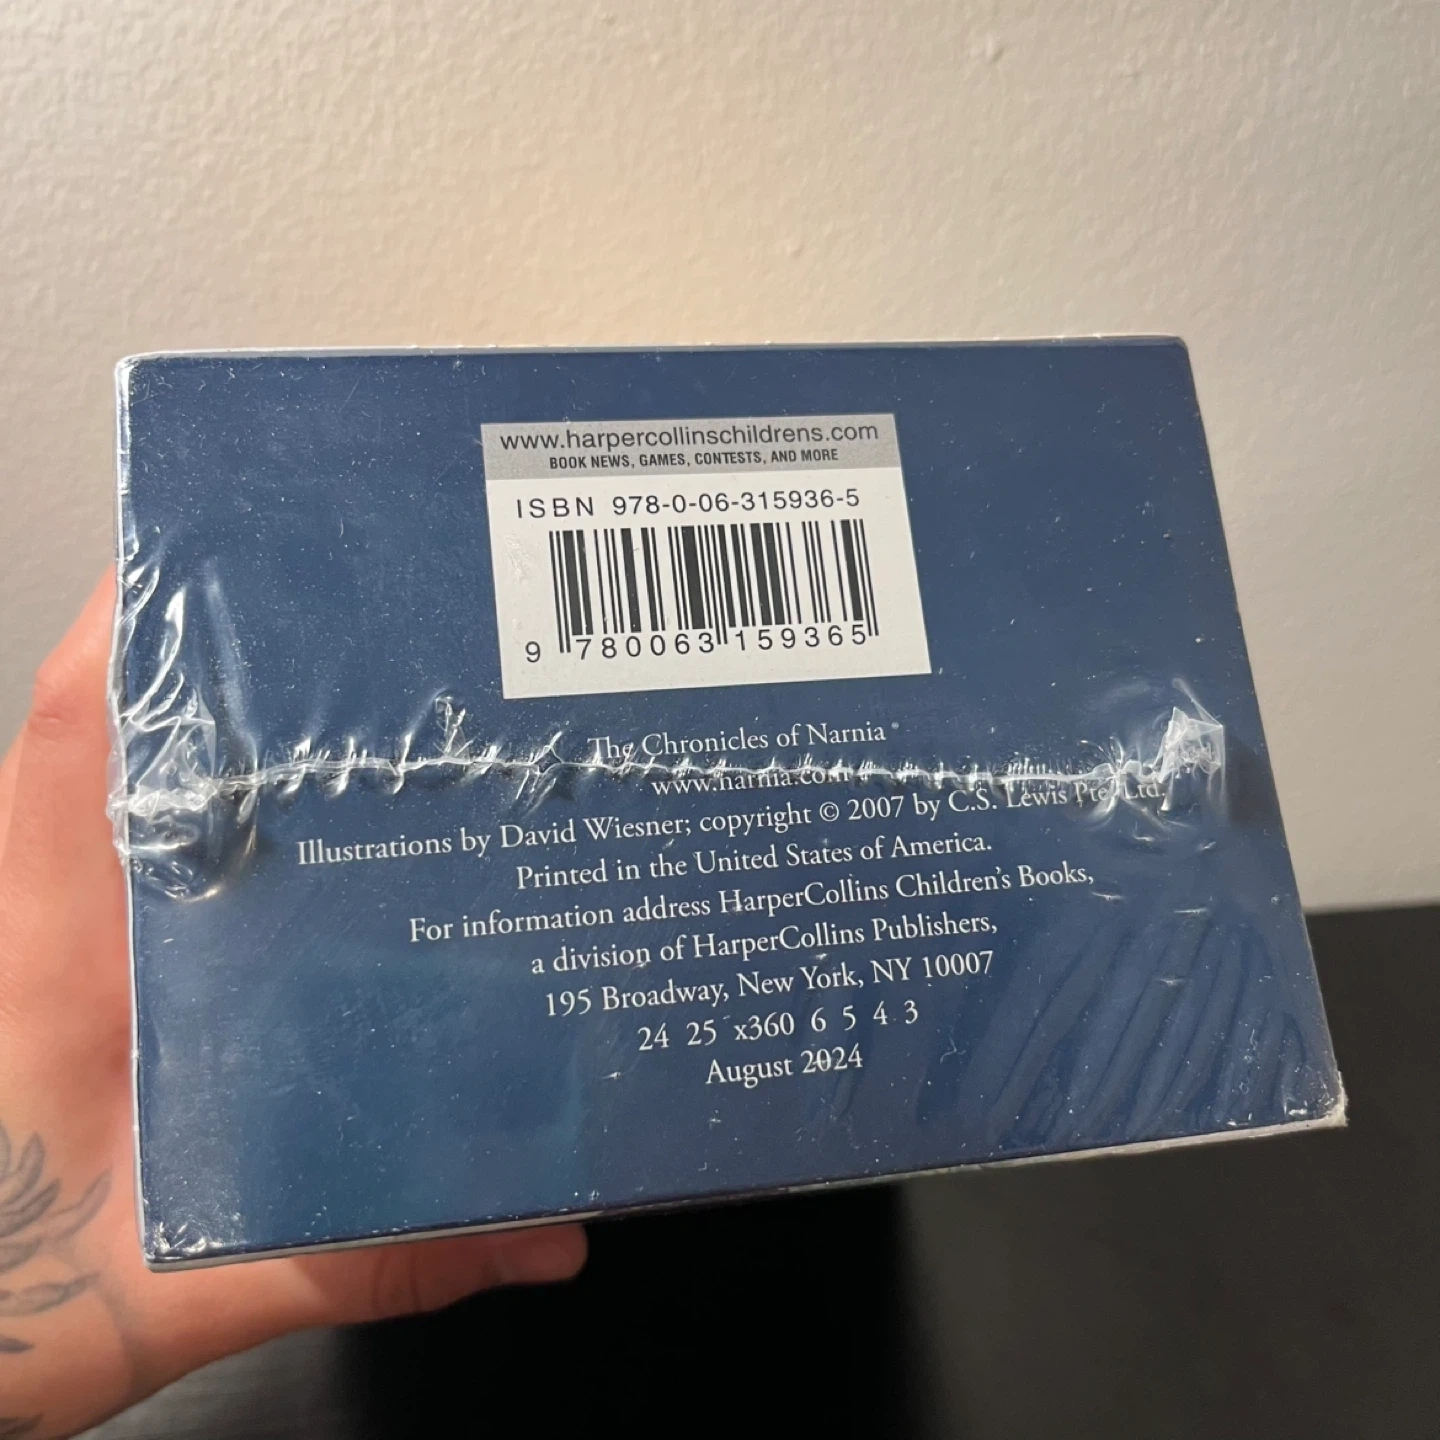 www.harpercollinschildrens.com
BOOK NEWS, GAMES, CONTESTS, AND MORE
ISBN 978-0-06-315936-5
9 780063 159365
The Chronicles of Narnia®
www.narnia.com
Illustrations by David Wiesner; copyright © 2007 by C.S. Lewis Pte. Ltd.
Printed in the United States of America.
For information address HarperCollins Children's Books,
a division of HarperCollins Publishers,
195 Broadway, New York, NY 10007
24 25 x360 6 5 4 3
August 2024